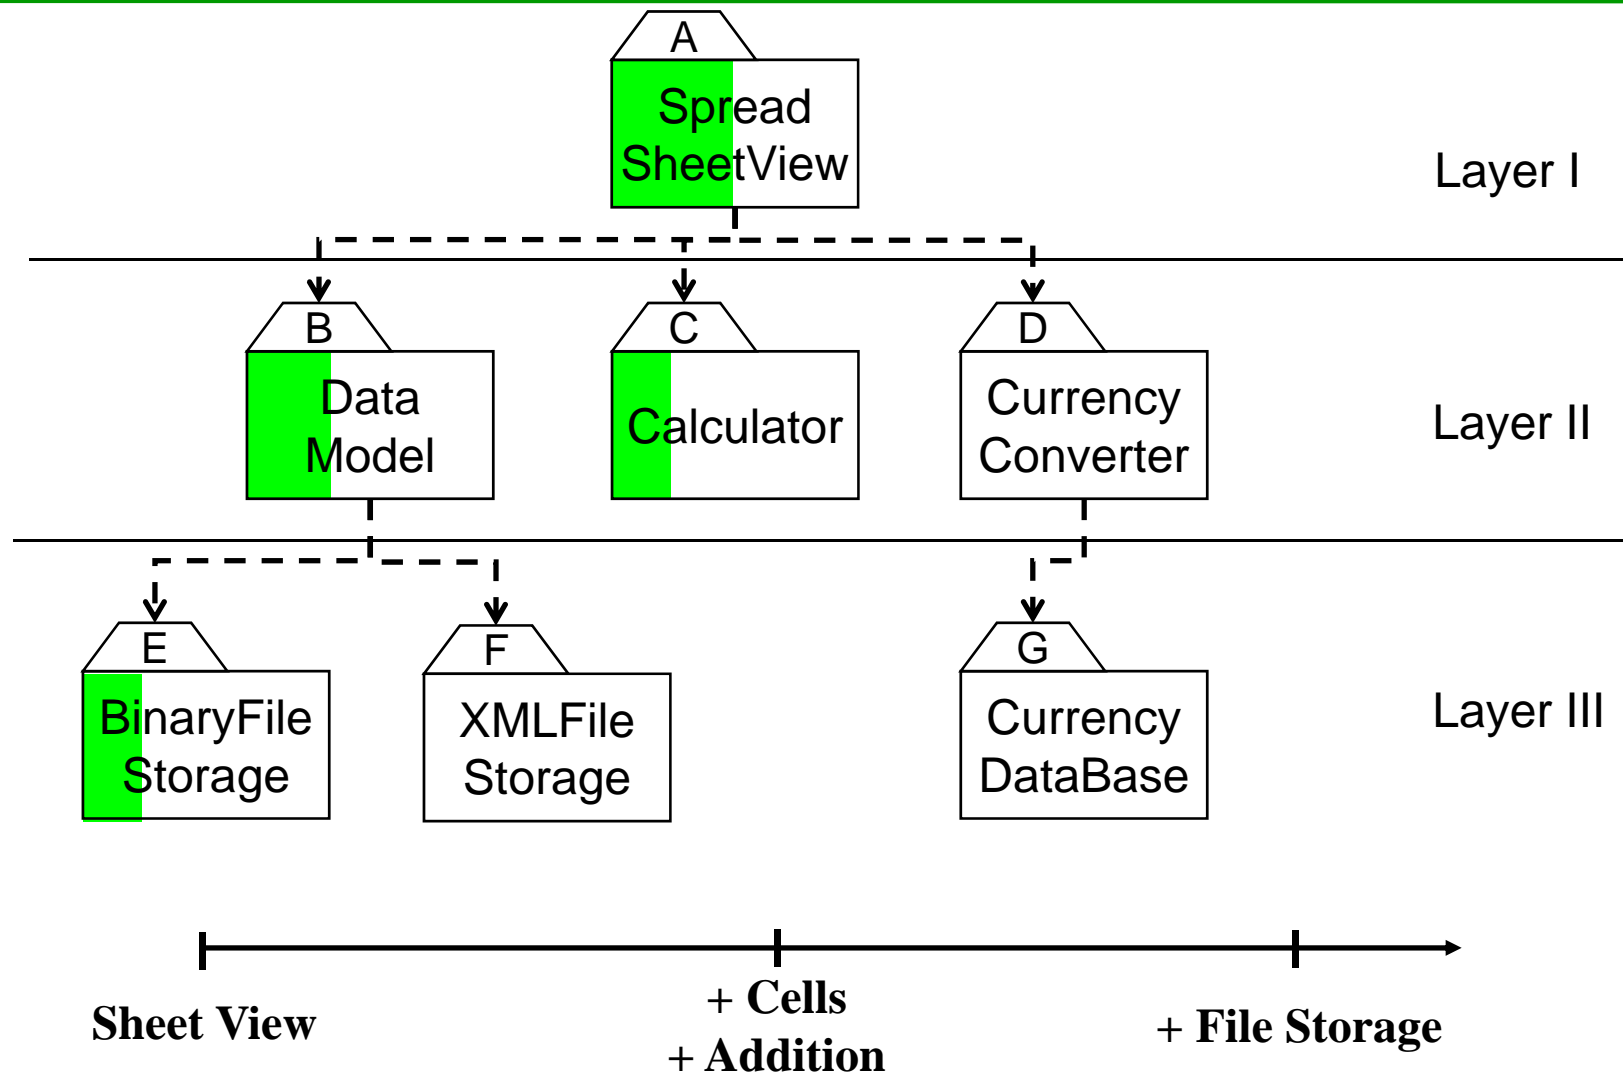 A
Spread
SheetView
Layer I
B
Data
Model
C
Calculator
D
Currency
Converter
Layer II
E
BinaryFile
Storage
F
XMLFile
Storage
G
Currency
DataBase
Layer III
Sheet View
+ Cells
+ Addition
+ File Storage